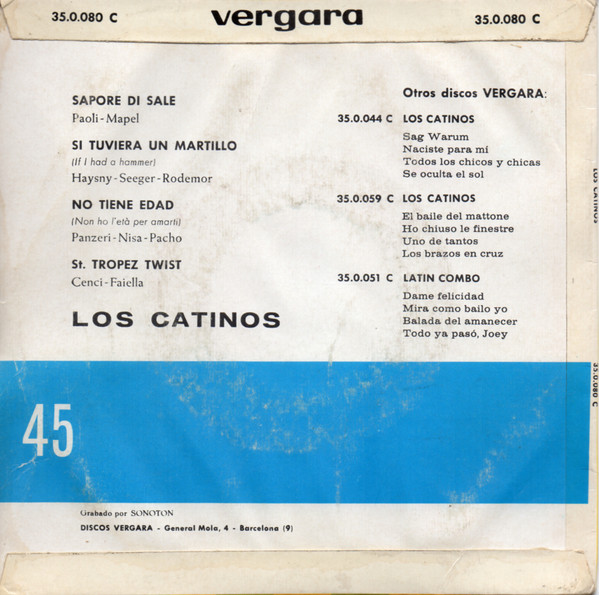 35.0.080 C
vergara
35.0.080 C
SAPORE DI SALE
Paoli-Mapel
SI TUVIERA UN MARTILLO
(If I had a hammer)
Haysny-Seeger-Rodemor
NO TIENE EDAD
(Non ho l'età per amarti)
Panzeri-Nisa-Pacho
St. TROPEZ TWIST
Cenci-Faiella
LOS CATINOS
Otros discos VERGARA:
35.0.044 C LOS CATINOS
Sag Warum
Naciste para mí
Todos los chicos y chicas
Se oculta el sol
35.0.059 C LOS CATINOS
El baile del mattone
Ho chiuso le finestre
Uno de tantos
Los brazos en cruz
35.0.051 C LATIN COMBO
Dame felicidad
Mira como bailo yo
Balada del amanecer
Todo ya pasó, Joey
LOS CATINOS
35.0.080 C
45
Grabado por SONOTON
DISCOS VERGARA - General Mola, 4 - Barcelona (9)